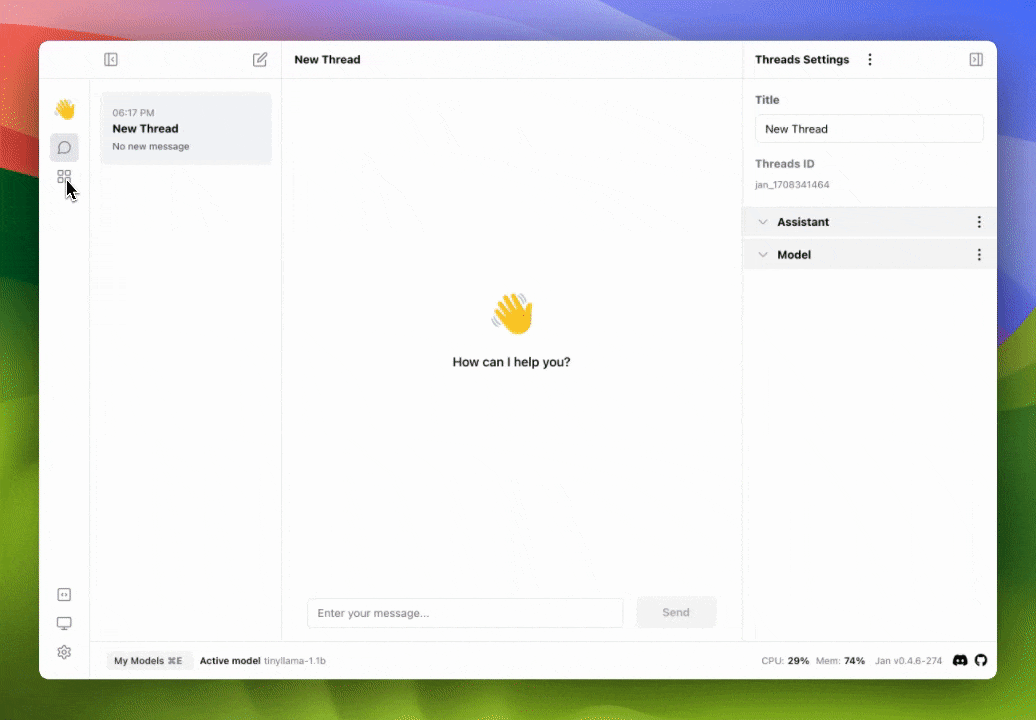 New Thread
Threads Settings
06:17 PM
New Thread
No new message
Title
New Thread
Threads ID
jan_1708341464
Assistant
Model
How can I help you?
Enter your message...
Send
My Models ⌘E
Active model tinyllama-1.1b
CPU: 29% Mem: 74% Jan v0.4.6-274